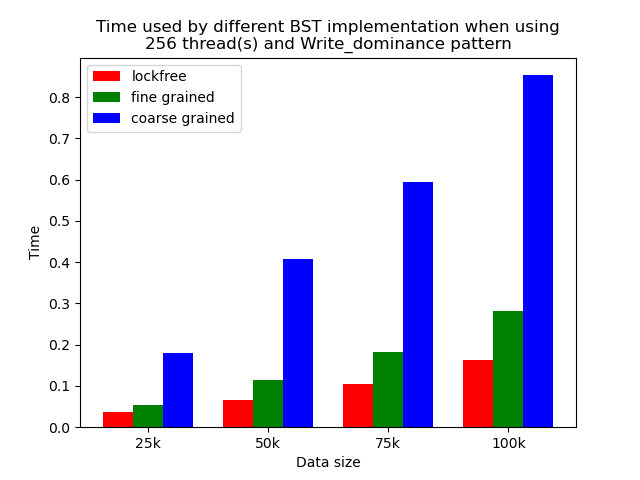 Time used by different BST implementation when using
256 thread(s) and Write_dominance pattern
lockfree
fine grained
coarse grained
0.8
0.7
0.6
0.5
0.4
0.3
0.2
0.1
0.0
Time
25k
50k
75k
100k
Data size